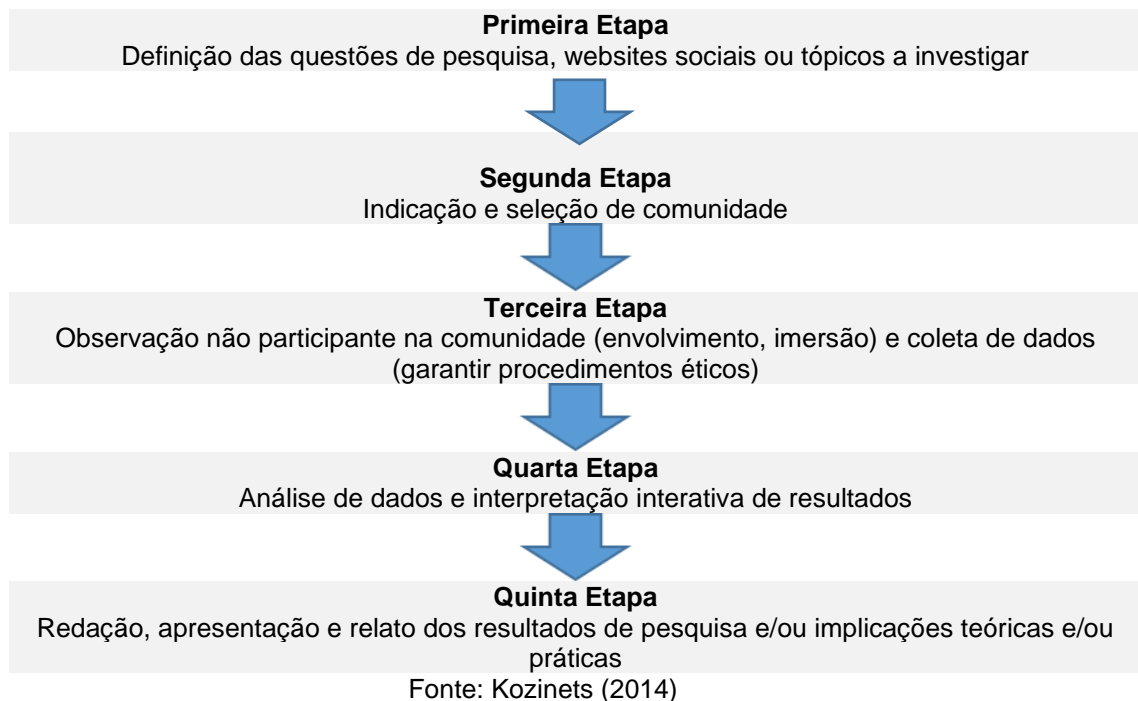 Primeira Etapa
Definição das questões de pesquisa, websites sociais ou tópicos a investigar
Segunda Etapa
Indicação e seleção de comunidade
Terceira Etapa
Observação não participante na comunidade (envolvimento, imersão) e coleta de dados
(garantir procedimentos éticos)
Quarta Etapa
Análise de dados e interpretação interativa de resultados
Quinta Etapa
Redação, apresentação e relato dos resultados de pesquisa e/ou implicações teóricas e/ou
práticas
Fonte: Kozinets (2014)